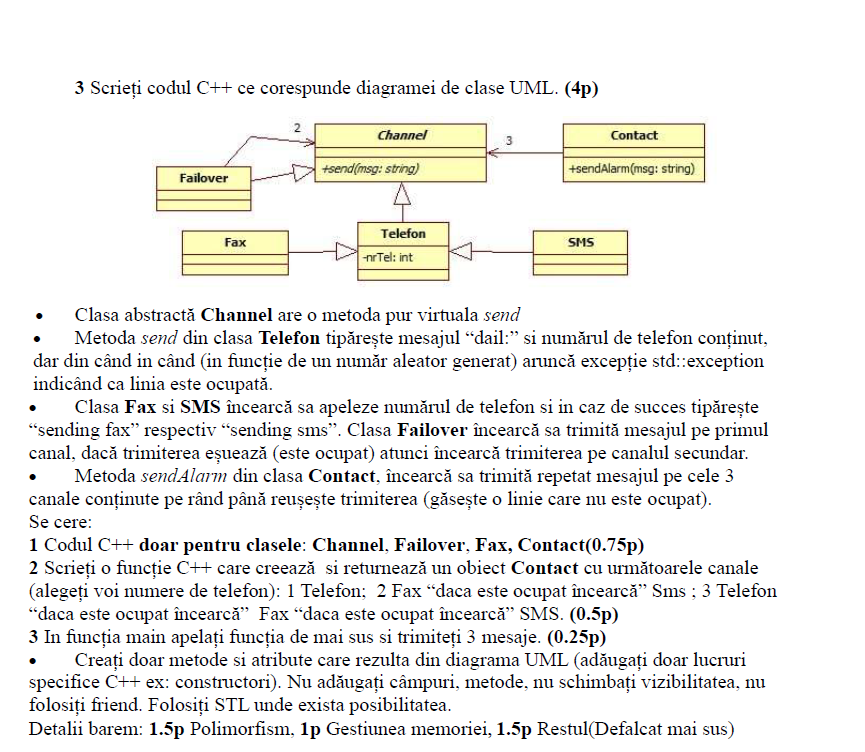 3 Scrieți codul C++ ce corespunde diagramei de clase UML. (4p)
2
Channel
3
Contact
+send(msg: string)
+sendAlarm(msg: string)
Failover
Telefon
Fax
-nrTel: int
SMS
• Clasa abstractă Channel are o metoda pur virtuala send
• Metoda send din clasa Telefon tipărește mesajul “dail:” si numărul de telefon conținut,
dar din când in când (in funcție de un număr aleator generat) aruncă excepție std::exception
indicând ca linia este ocupată.
• Clasa Fax si SMS încearcă sa apeleze numărul de telefon si in caz de succes tipărește
“sending fax” respectiv “sending sms”. Clasa Failover încearcă sa trimită mesajul pe primul
canal, dacă trimiterea eșuează (este ocupat) atunci încearcă trimiterea pe canalul secundar.
• Metoda sendAlarm din clasa Contact, încearcă sa trimită repetat mesajul pe cele 3
canale conținute pe rând până reușește trimiterea (găsește o linie care nu este ocupat).
Se cere:
1 Codul C++ doar pentru clasele: Channel, Failover, Fax, Contact(0.75p)
2 Scrieți o funcție C++ care creează si returnează un obiect Contact cu următoarele canale
(alegeți voi numere de telefon): 1 Telefon; 2 Fax “daca este ocupat încearcă” Sms ; 3 Telefon
“daca este ocupat încearcă” Fax “daca este ocupat încearcă” SMS. (0.5p)
3 In funcția main apelați funcția de mai sus si trimiteți 3 mesaje. (0.25p)
• Creați doar metode si atribute care rezulta din diagrama UML (adăugați doar lucruri
specifice C++ ex: constructori). Nu adăugați câmpuri, metode, nu schimbați vizibilitatea, nu
folosiți friend. Folosiți STL unde exista posibilitatea.
Detalii barem: 1.5p Polimorfism, 1p Gestiunea memoriei, 1.5p Restul(Defalcat mai sus)